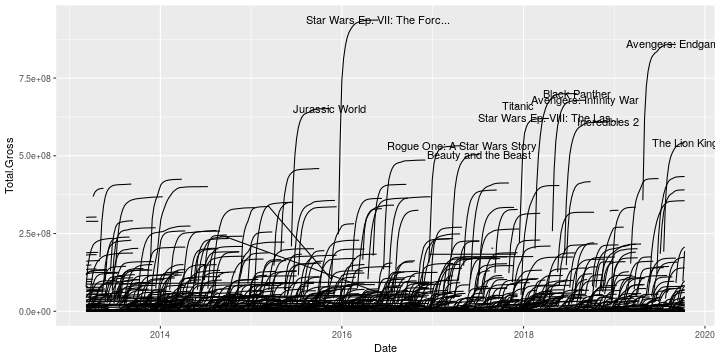 Star Wars Ep. VII: The Forc...
Avengers: Endgam
Jurassic World
Black Panther
Avengers: Infinity War
Titanic
Star Wars Ep. VIII: The Las...
Incredibles 2
Rogue One: A Star Wars Story
Beauty and the Beast
The Lion King
Total.Gross
7.5e+08
5.0e+08
2.5e+08
0.0e+00
2014
2016
2018
2020
Date